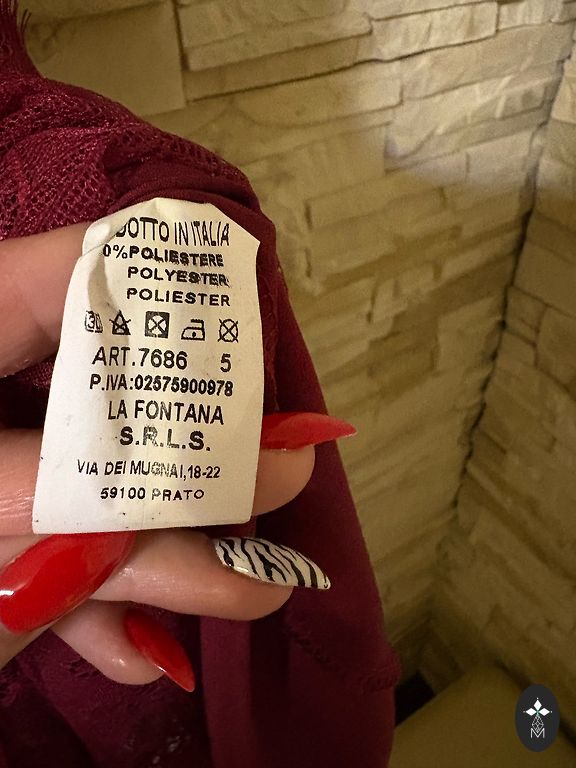 DOTTO IN ITALIA
0%POLIESTERE
POLYESTER
POLIESTER
ART.7686 5
P.IVA:02575900978
LA FONTANA
S.R.L.S.
VIA DEI MUGNAI,18-22
59100 PRATO